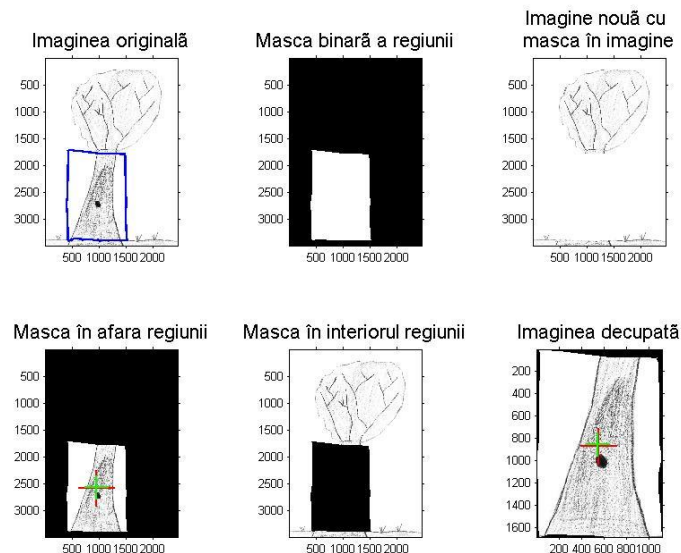 Imaginea originalã
Masca binarã a regiunii
Imagine nouã cu
masca în imagine
500
1000
1500
2000
2500
3000
500 1000 1500 2000
500
1000
1500
2000
2500
3000
500 1000 1500 2000
500
1000
1500
2000
2500
3000
500 1000 1500 2000
Masca în afara regiunii
Masca în interiorul regiunii
Imaginea decupatã
500
1000
1500
2000
2500
3000
500 1000 1500 2000
500
1000
1500
2000
2500
3000
500 1000 1500 2000
200
400
600
800
1000
1200
1400
1600
200 400 600 800 1000